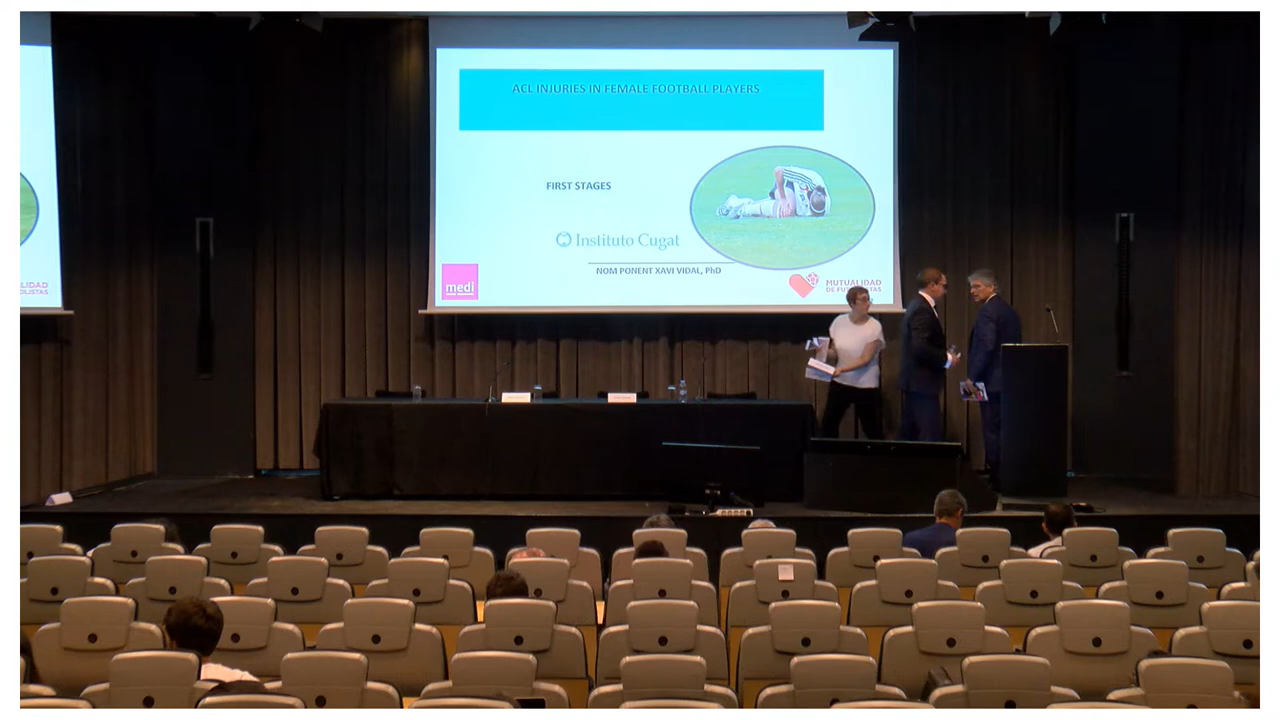 ACL INJURIES IN FEMALE FOOTBALL PLAYERS
FIRST STAGES
Instituto Cugat
NOM PONENT XAVI VIDAL, PhD
medi
MUTUALIDAD
DE FUTBOLISTAS